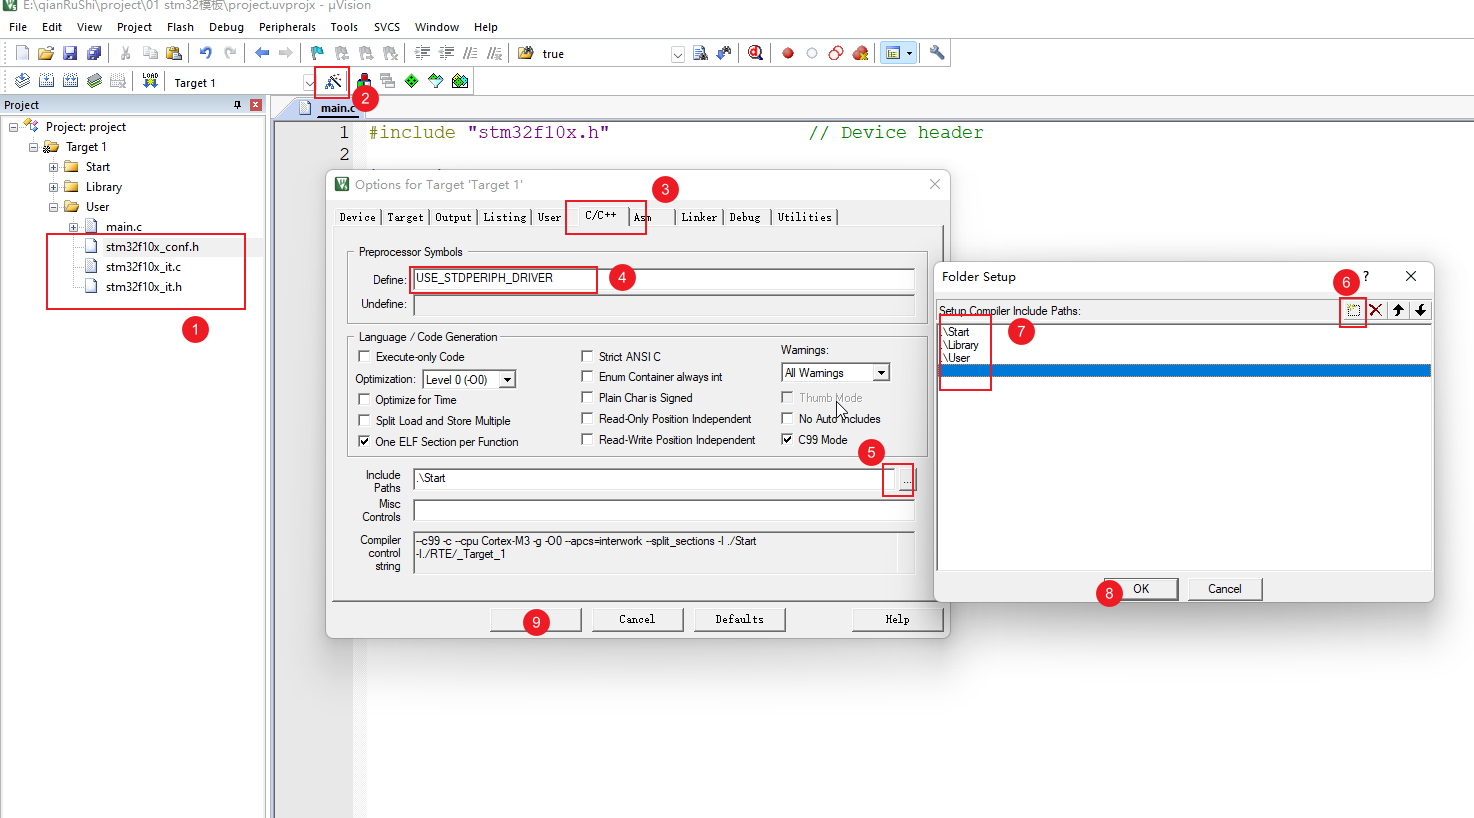 E:\qianRuShi\project\01 stm32模板\project.uvprojx - µVision
File Edit View Project Flash Debug Peripherals Tools SVCS Window Help
true
LOAD
Target 1
2
Project
main.c
Project: project
Target 1
Start
Library
User
main.c
stm32f10x_conf.h
stm32f10x_it.c
stm32f10x_it.h
1
1 #include "stm32f10x.h" // Device header
2
Options for Target 'Target 1'
3
Device Target Output Listing User C/C++ Asm Linker Debug Utilities
Preprocessor Symbols
Define: USE_STDPERIPH_DRIVER
4
Undefine:
Language / Code Generation
Execute-only Code
Optimization: Level 0 (-O0)
Optimize for Time
Split Load and Store Multiple
One ELF Section per Function
Strict ANSI C
Enum Container always int
Plain Char is Signed
Read-Only Position Independent
Read-Write Position Independent
Warnings:
All Warnings
Thumb Mode
No Auto Includes
C99 Mode
5
Include Paths .\Start ...
Misc Controls
Compiler control string
--c99 -c --cpu Cortex-M3 -g -O0 --apcs=interwork --split_sections -I ./Start
-I./RTE/_Target_1
9
Cancel Defaults Help
Folder Setup ?
6
Setup Compiler Include Paths:
7
.\Start
.\Library
.\User
8
OK Cancel